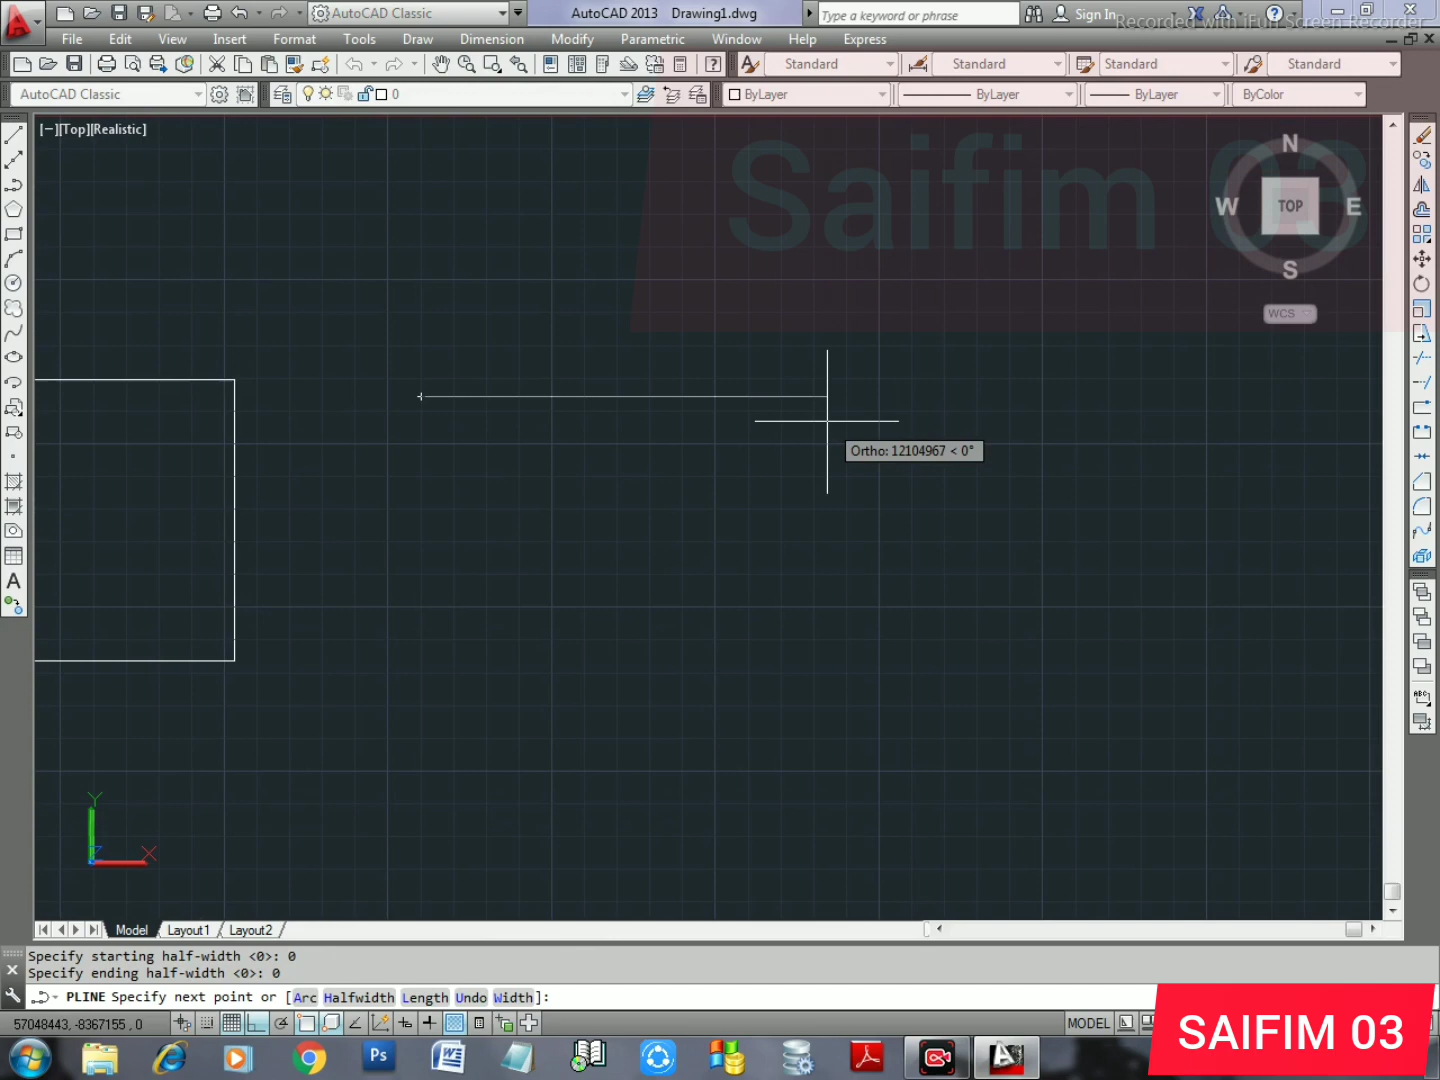 AutoCAD Classic
AutoCAD 2013 Drawing1.dwg
Type a keyword or phrase
Sign In
Recorded with iFun Screen Recorder
File Edit View Insert Format Tools Draw Dimension Modify Parametric Window Help Express
Standard Standard Standard Standard
AutoCAD Classic 0 ByLayer ByLayer ByLayer ByColor
[−][Top][Realistic]
Saifim 03
N
W TOP E
S
WCS
Ortho: 12104967 < 0°
Y
Z X
Model Layout1 Layout2
Specify starting half-width <0>: 0
Specify ending half-width <0>: 0
PLINE Specify next point or [Arc Halfwidth Length Undo Width]:
57048443, -8367155 , 0
MODEL
SAIFIM 03
Ps